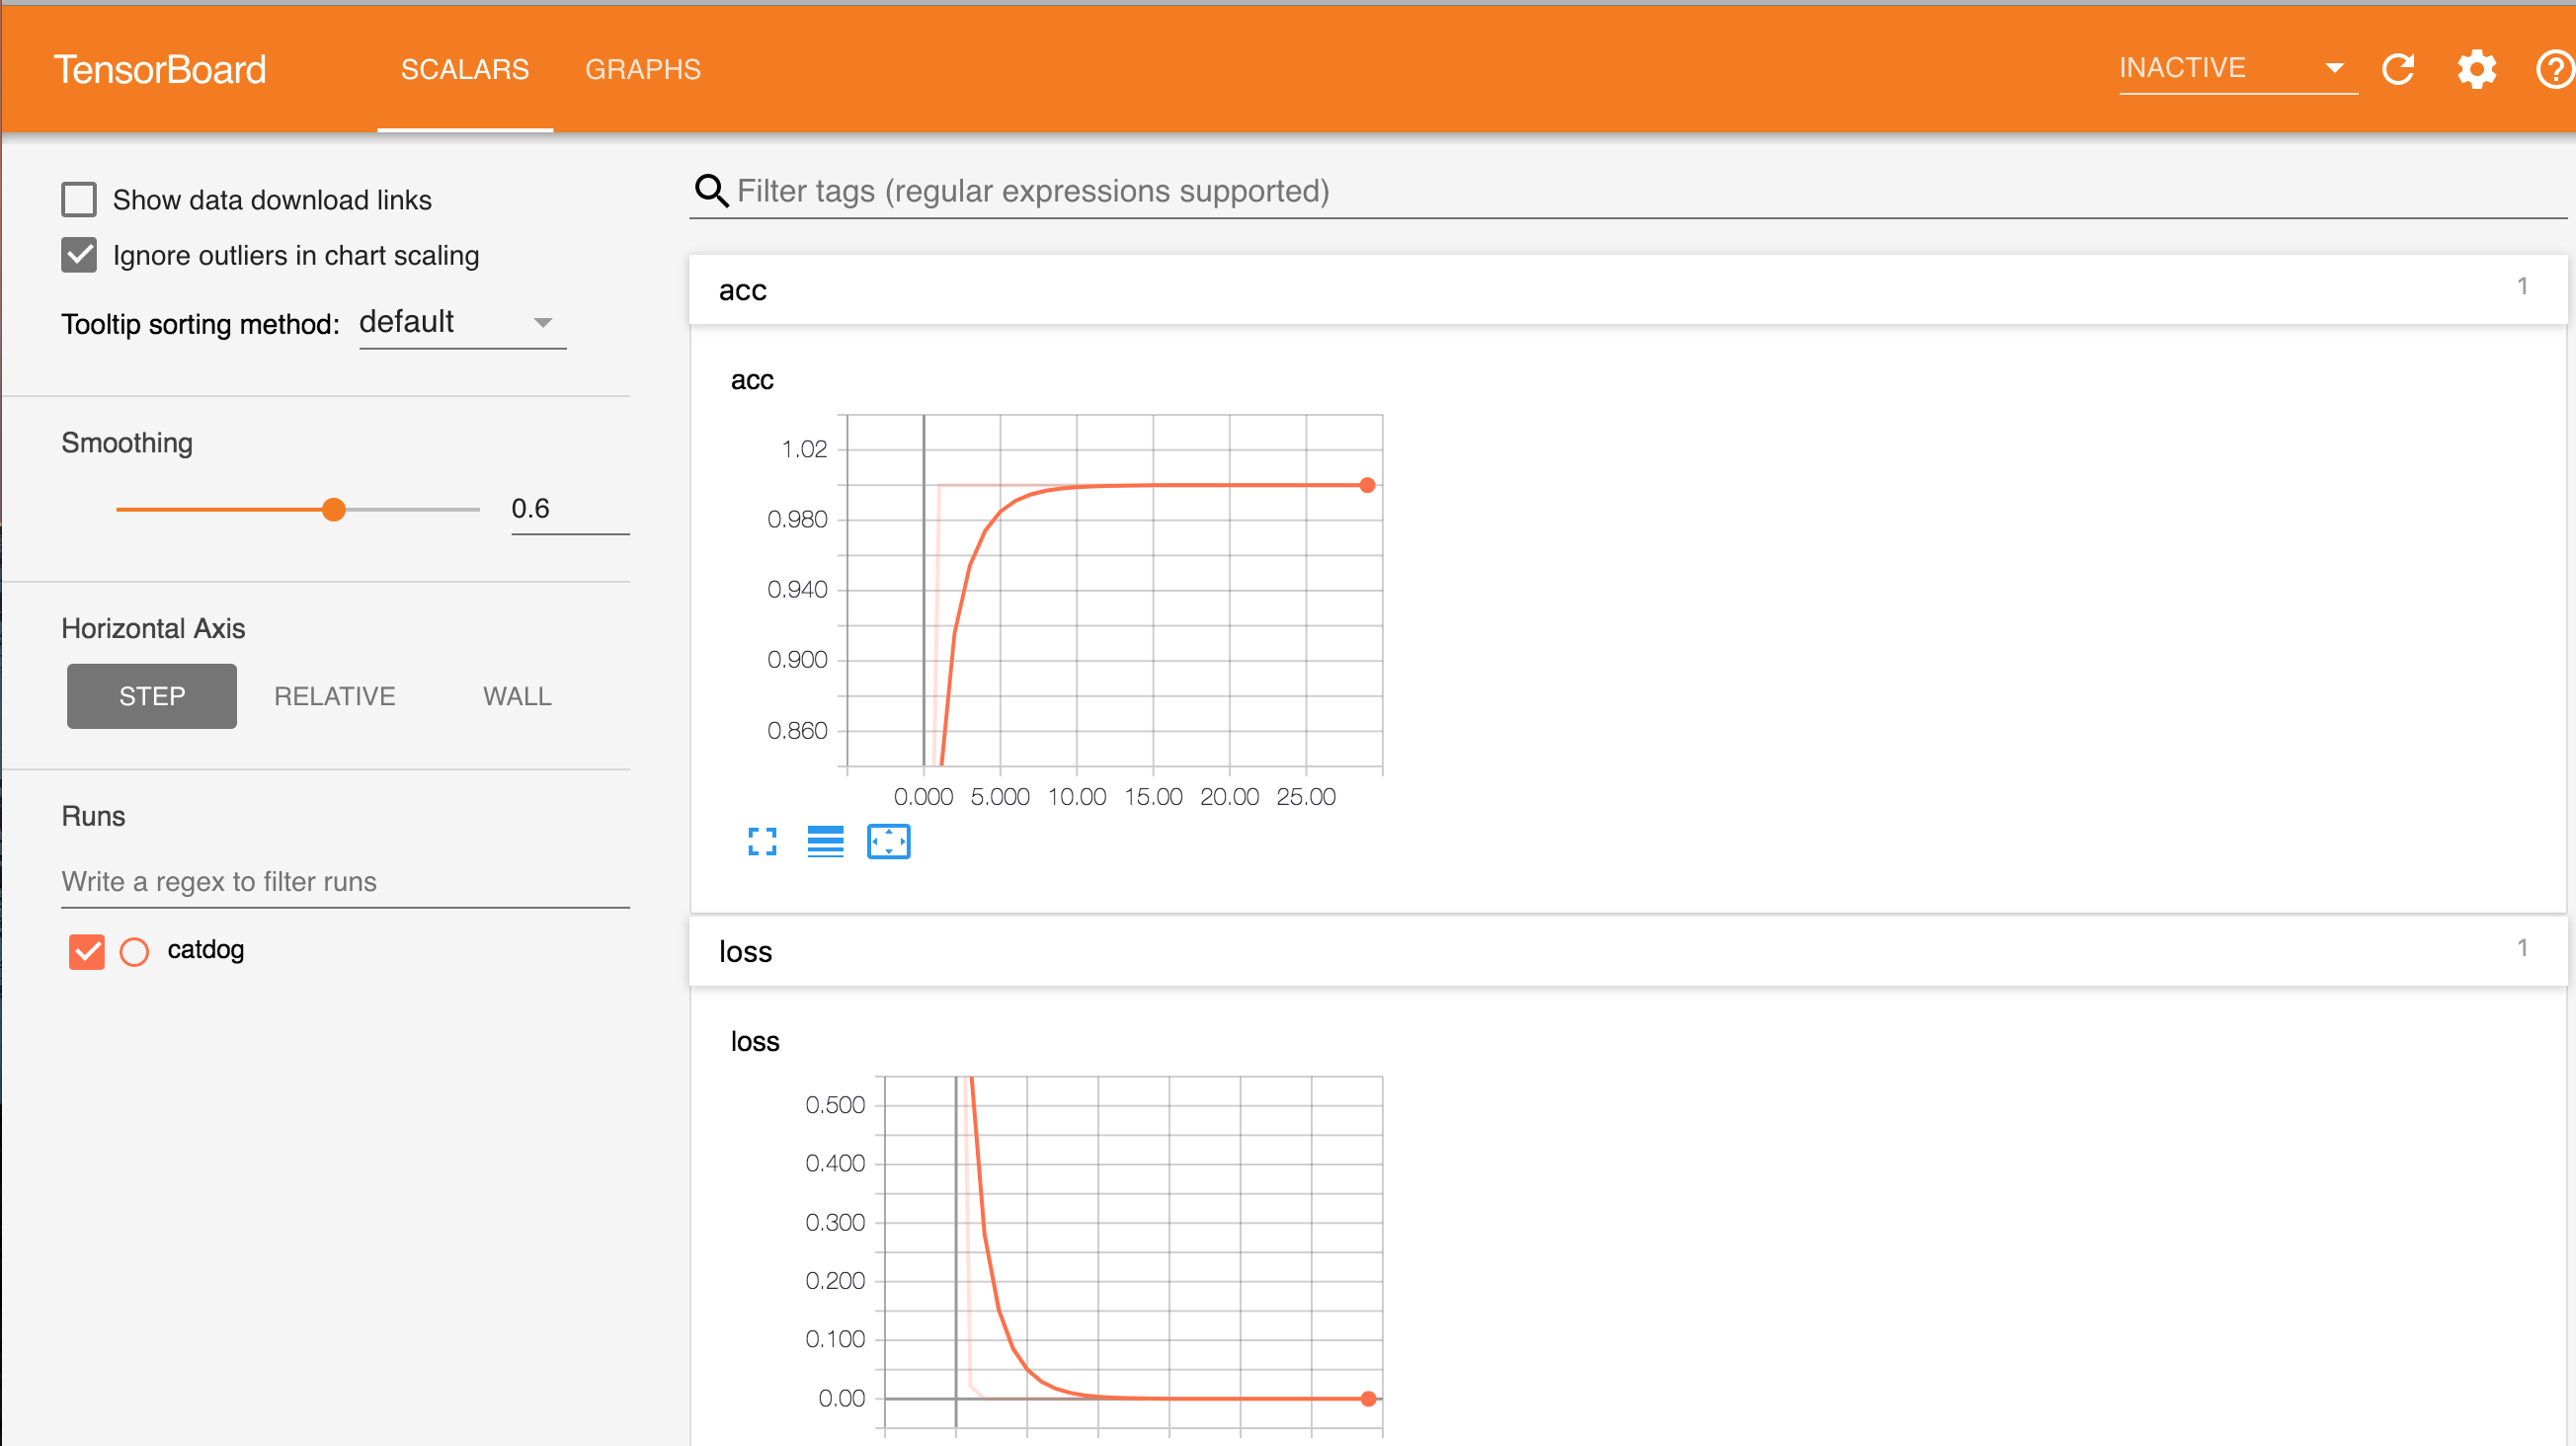 TensorBoard SCALARS GRAPHS INACTIVE
Show data download links
Ignore outliers in chart scaling
Tooltip sorting method: default
Smoothing
0.6
Horizontal Axis
STEP RELATIVE WALL
Runs
Write a regex to filter runs
catdog
Filter tags (regular expressions supported)
acc 1
acc
1.02
0.980
0.940
0.900
0.860
0.000 5.000 10.00 15.00 20.00 25.00
loss 1
loss
0.500
0.400
0.300
0.200
0.100
0.00